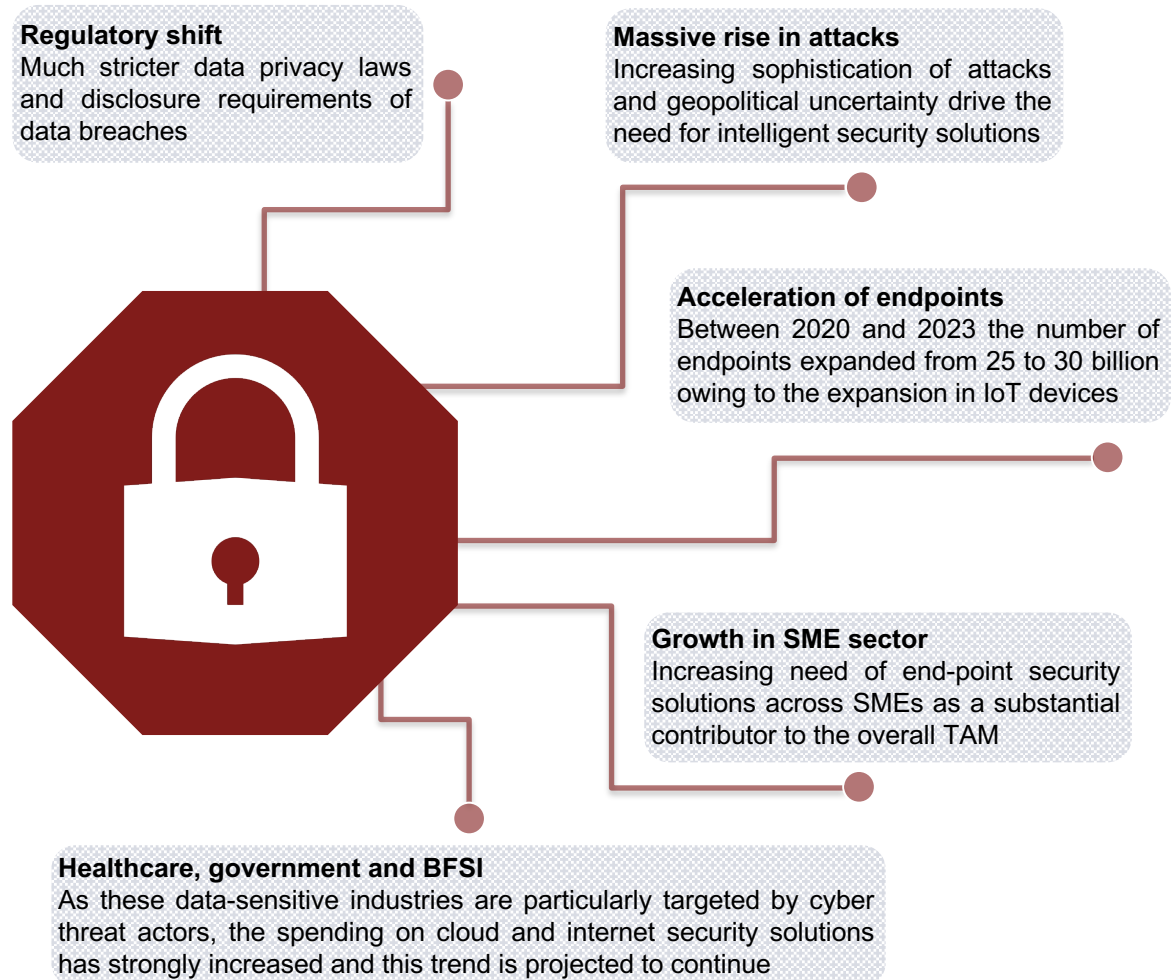 Regulatory shift
Much stricter data privacy laws
and disclosure requirements of
data breaches
Massive rise in attacks
Increasing sophistication of attacks
and geopolitical uncertainty drive the
need for intelligent security solutions
Acceleration of endpoints
Between 2020 and 2023 the number of
endpoints expanded from 25 to 30 billion
owing to the expansion in IoT devices
Growth in SME sector
Increasing need of end-point security
solutions across SMEs as a substantial
contributor to the overall TAM
Healthcare, government and BFSI
As these data-sensitive industries are particularly targeted by cyber
threat actors, the spending on cloud and internet security solutions
has strongly increased and this trend is projected to continue